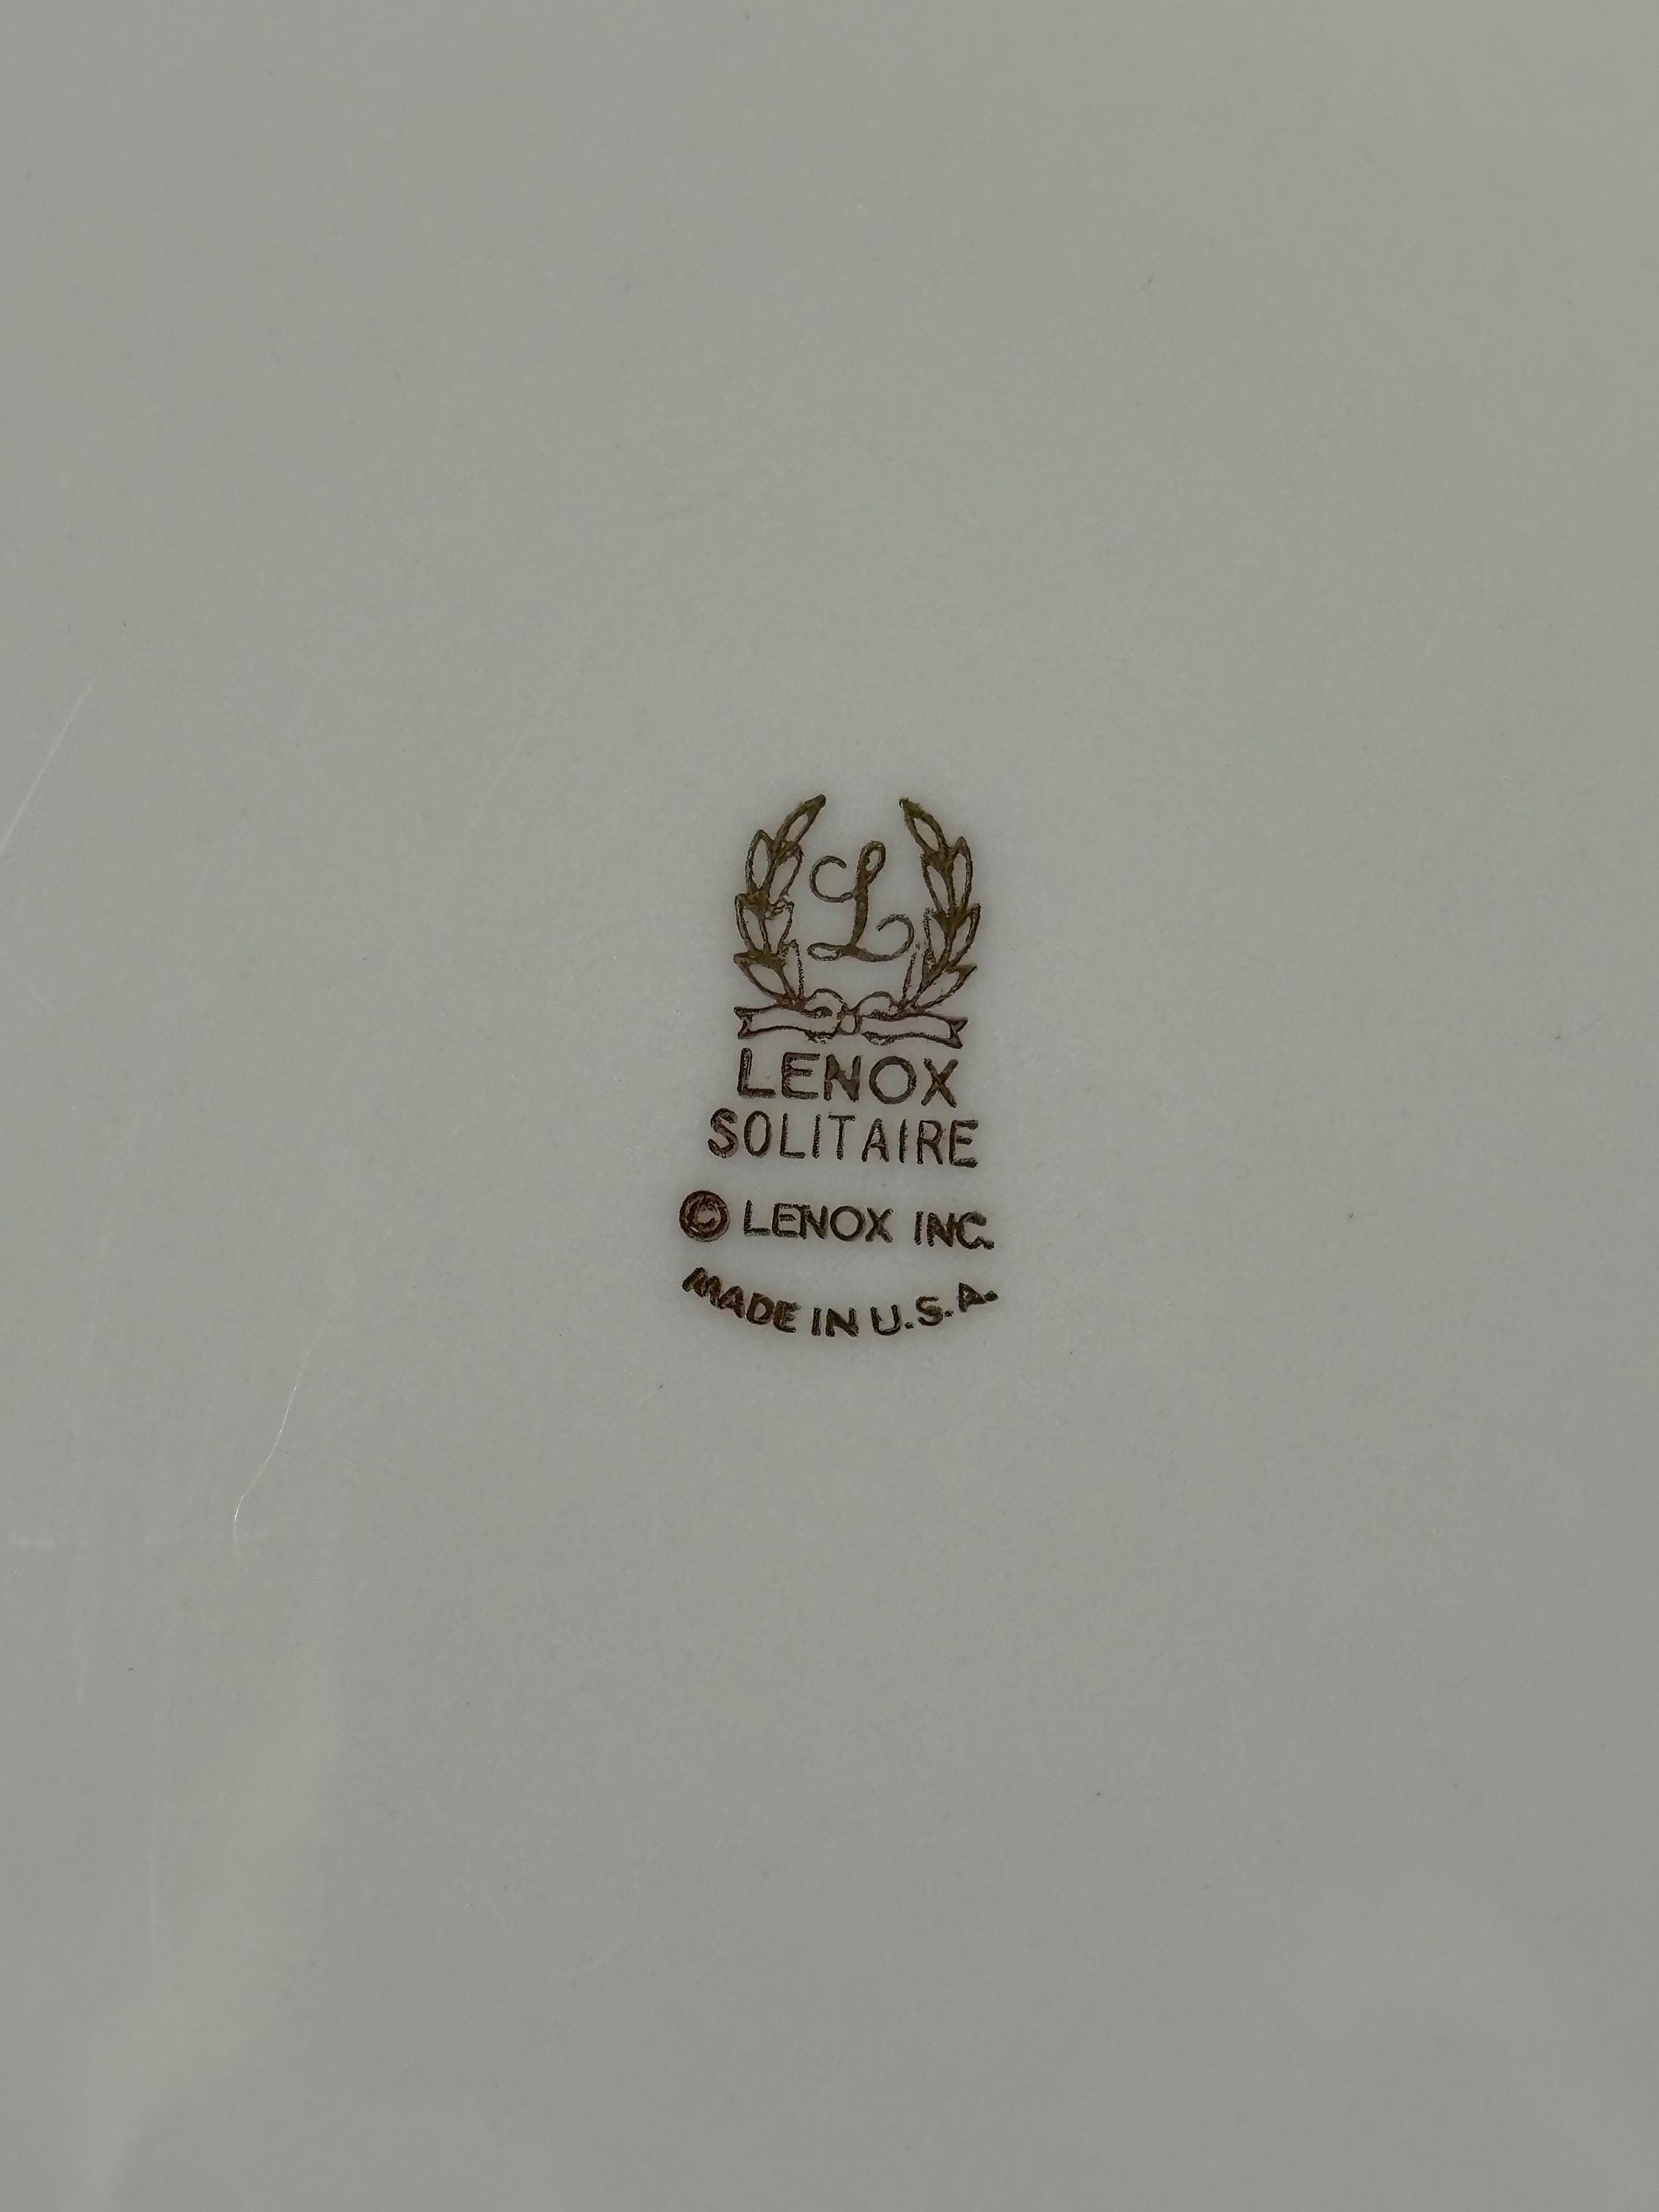 L
LENOX
SOLITAIRE
© LENOX INC.
MADE IN U.S.A.